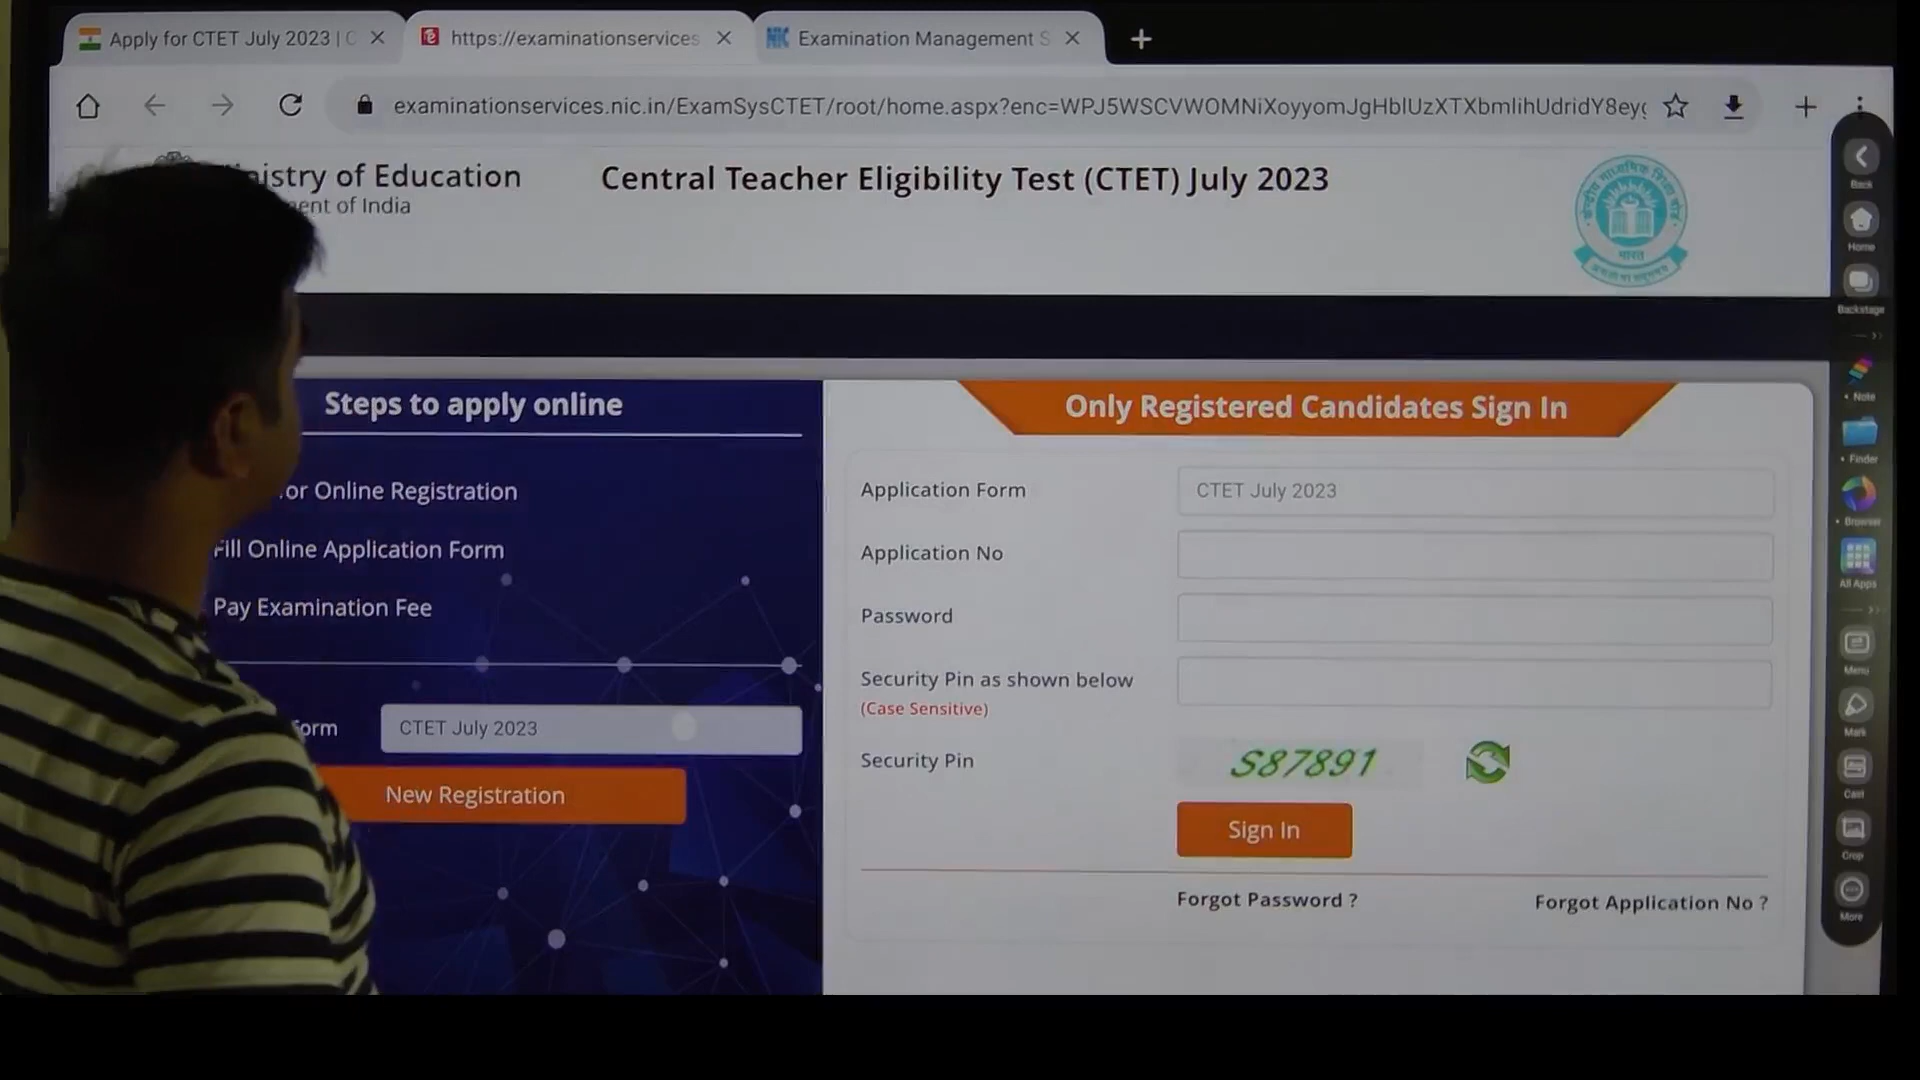 Apply for CTET July 2023 | C
https://examinationservices
NIC Examination Management S
examinationservices.nic.in/ExamSysCTET/root/home.aspx?enc=WPJ5WSCVWOMNiXoyyomJgHblUzXTXbmlihUdridY8eyg
istry of Education
ent of India
Central Teacher Eligibility Test (CTET) July 2023
भारत
Steps to apply online
or Online Registration
Fill Online Application Form
Pay Examination Fee
Form
CTET July 2023
New Registration
Only Registered Candidates Sign In
Application Form
CTET July 2023
Application No
Password
Security Pin as shown below
(Case Sensitive)
Security Pin
S87891
Sign In
Forgot Password ?
Forgot Application No ?
Back
Home
Backstage
Note
Finder
Browser
All Apps
Menu
Mark
Cast
Crop
More